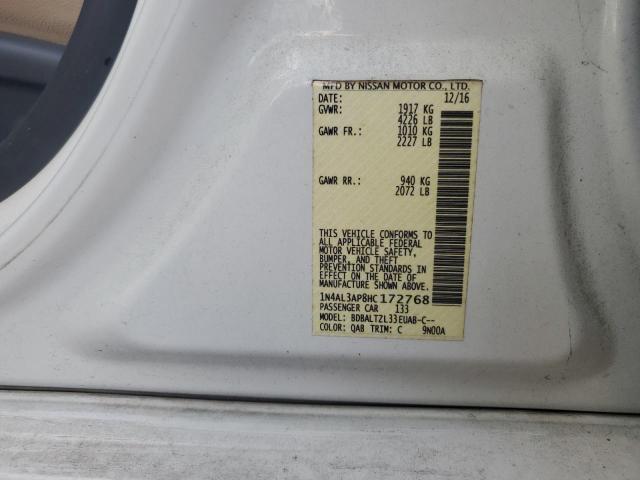 MFD BY NISSAN MOTOR CO., LTD.
DATE: 12/16
GVWR: 1917 KG
4226 LB
GAWR FR.: 1010 KG
2227 LB
GAWR RR.: 940 KG
2072 LB
THIS VEHICLE CONFORMS TO
ALL APPLICABLE FEDERAL
MOTOR VEHICLE SAFETY,
BUMPER, AND THEFT
PREVENTION STANDARDS IN
EFFECT ON THE DATE OF
MANUFACTURE SHOWN ABOVE.
1N4AL3AP8HC172768
PASSENGER CAR 133
MODEL: BDBALTZL33EUAB-C--
COLOR: QAB TRIM: C 9N00A